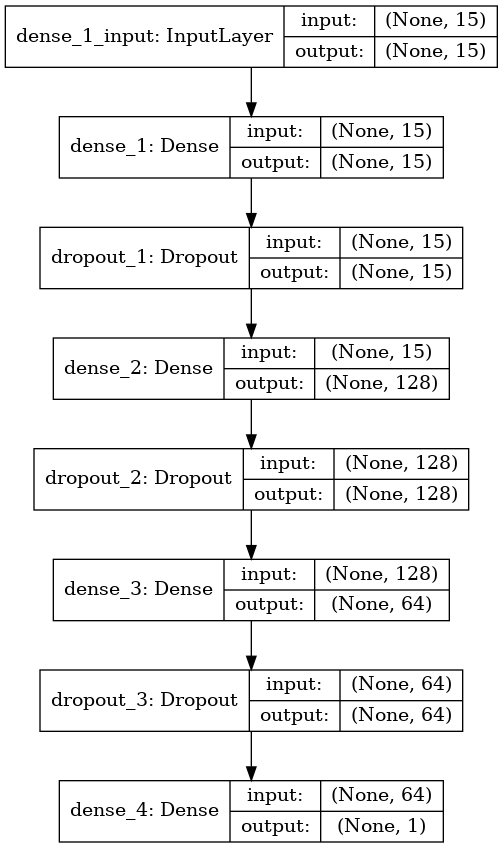 dense_1_input: InputLayer
input: (None, 15)
output: (None, 15)
dense_1: Dense
input: (None, 15)
output: (None, 15)
dropout_1: Dropout
input: (None, 15)
output: (None, 15)
dense_2: Dense
input: (None, 15)
output: (None, 128)
dropout_2: Dropout
input: (None, 128)
output: (None, 128)
dense_3: Dense
input: (None, 128)
output: (None, 64)
dropout_3: Dropout
input: (None, 64)
output: (None, 64)
dense_4: Dense
input: (None, 64)
output: (None, 1)